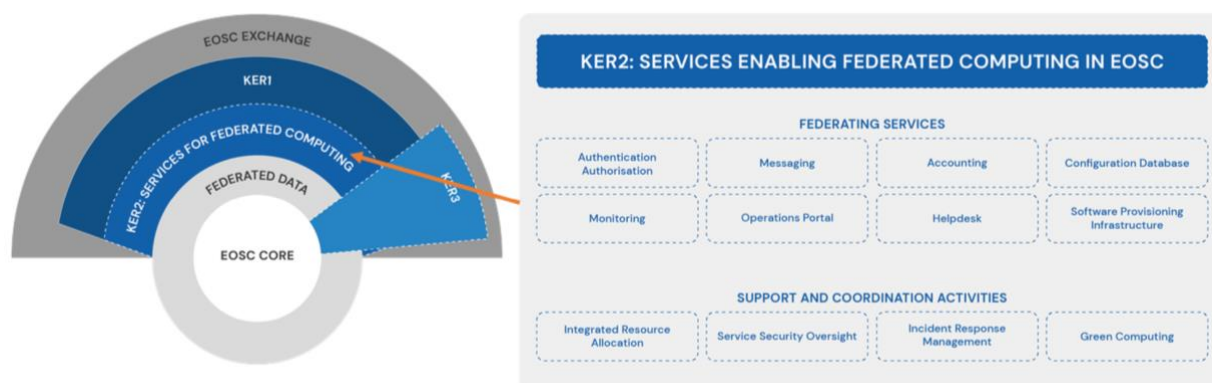 EOSC EXCHANGE
KER1
KER2: SERVICES FOR FEDERATED COMPUTING
FEDERATED DATA
KER3
EOSC CORE
KER2: SERVICES ENABLING FEDERATED COMPUTING IN EOSC
FEDERATING SERVICES
Authentication
Authorisation
Messaging
Accounting
Configuration Database
Monitoring
Operations Portal
Helpdesk
Software Provisioning
Infrastructure
SUPPORT AND COORDINATION ACTIVITIES
Integrated Resource
Allocation
Service Security Oversight
Incident Response
Management
Green Computing